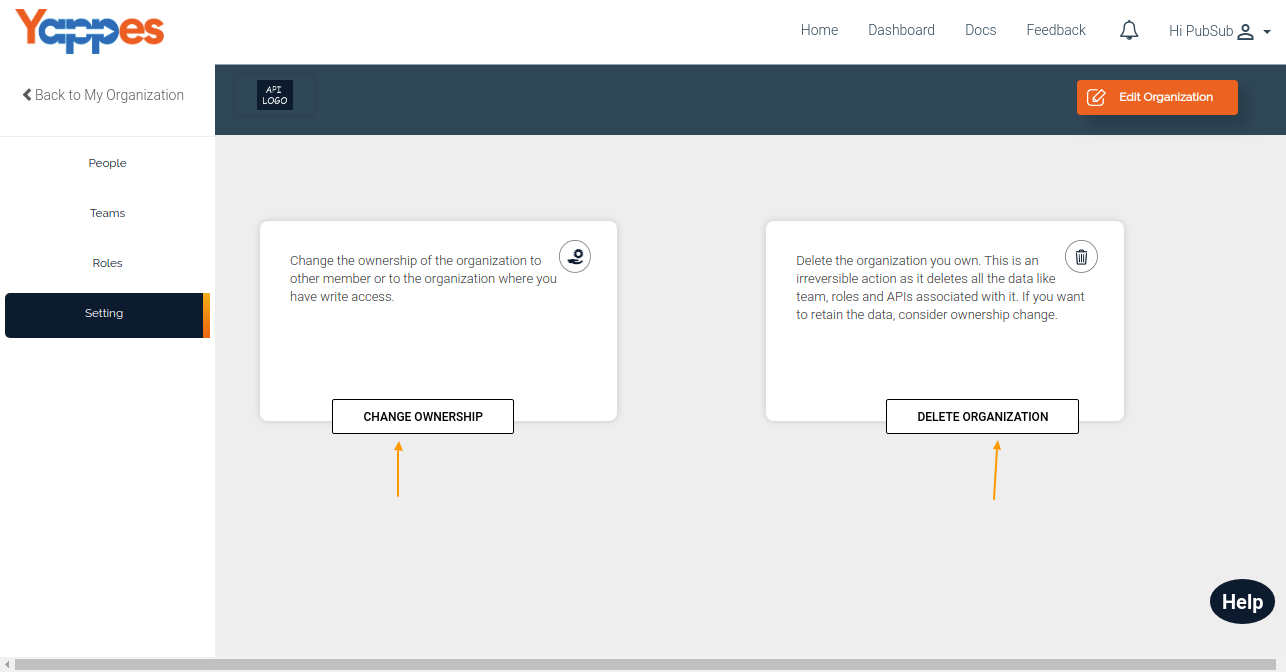 Yappes
Home Dashboard Docs Feedback Hi PubSub
Back to My Organization
API
LOGO
Edit Organization
People
Teams
Roles
Setting
Change the ownership of the organization to
other member or to the organization where you
have write access.
CHANGE OWNERSHIP
Delete the organization you own. This is an
irreversible action as it deletes all the data like
team, roles and APIs associated with it. If you want
to retain the data, consider ownership change.
DELETE ORGANIZATION
Help